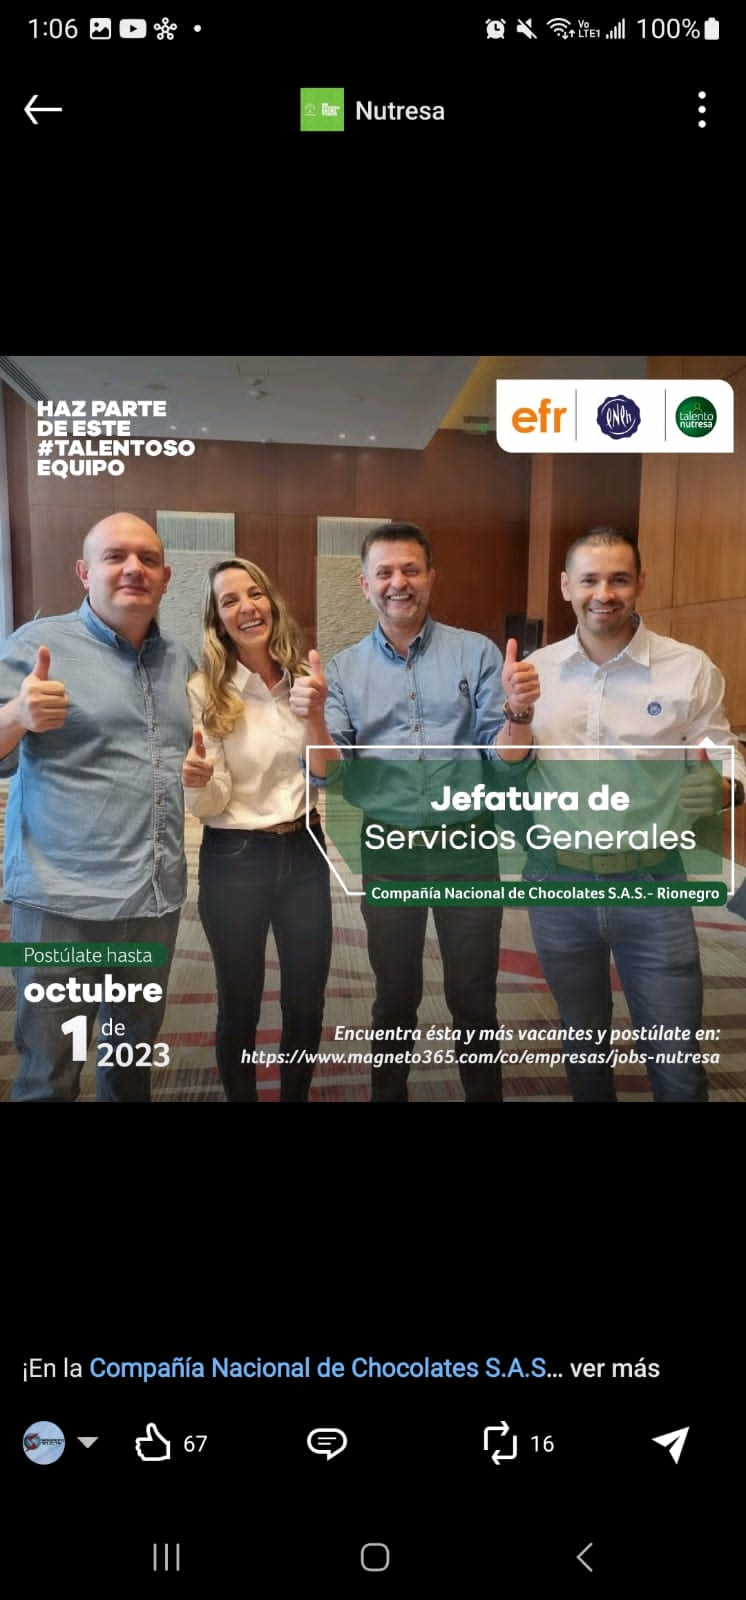 1:06
Vo
LTE1
100%
Nutresa
HAZ PARTE
DE ESTE
#TALENTOSO
EQUIPO
efr
talento
nutresa
Jefatura de
Servicios Generales
Compañía Nacional de Chocolates S.A.S.- Rionegro
Postúlate hasta
octubre
1 de
2023
Encuentra ésta y más vacantes y postúlate en:
https://www.magneto365.com/co/empresas/jobs-nutresa
¡En la Compañía Nacional de Chocolates S.A.S... ver más
67
16